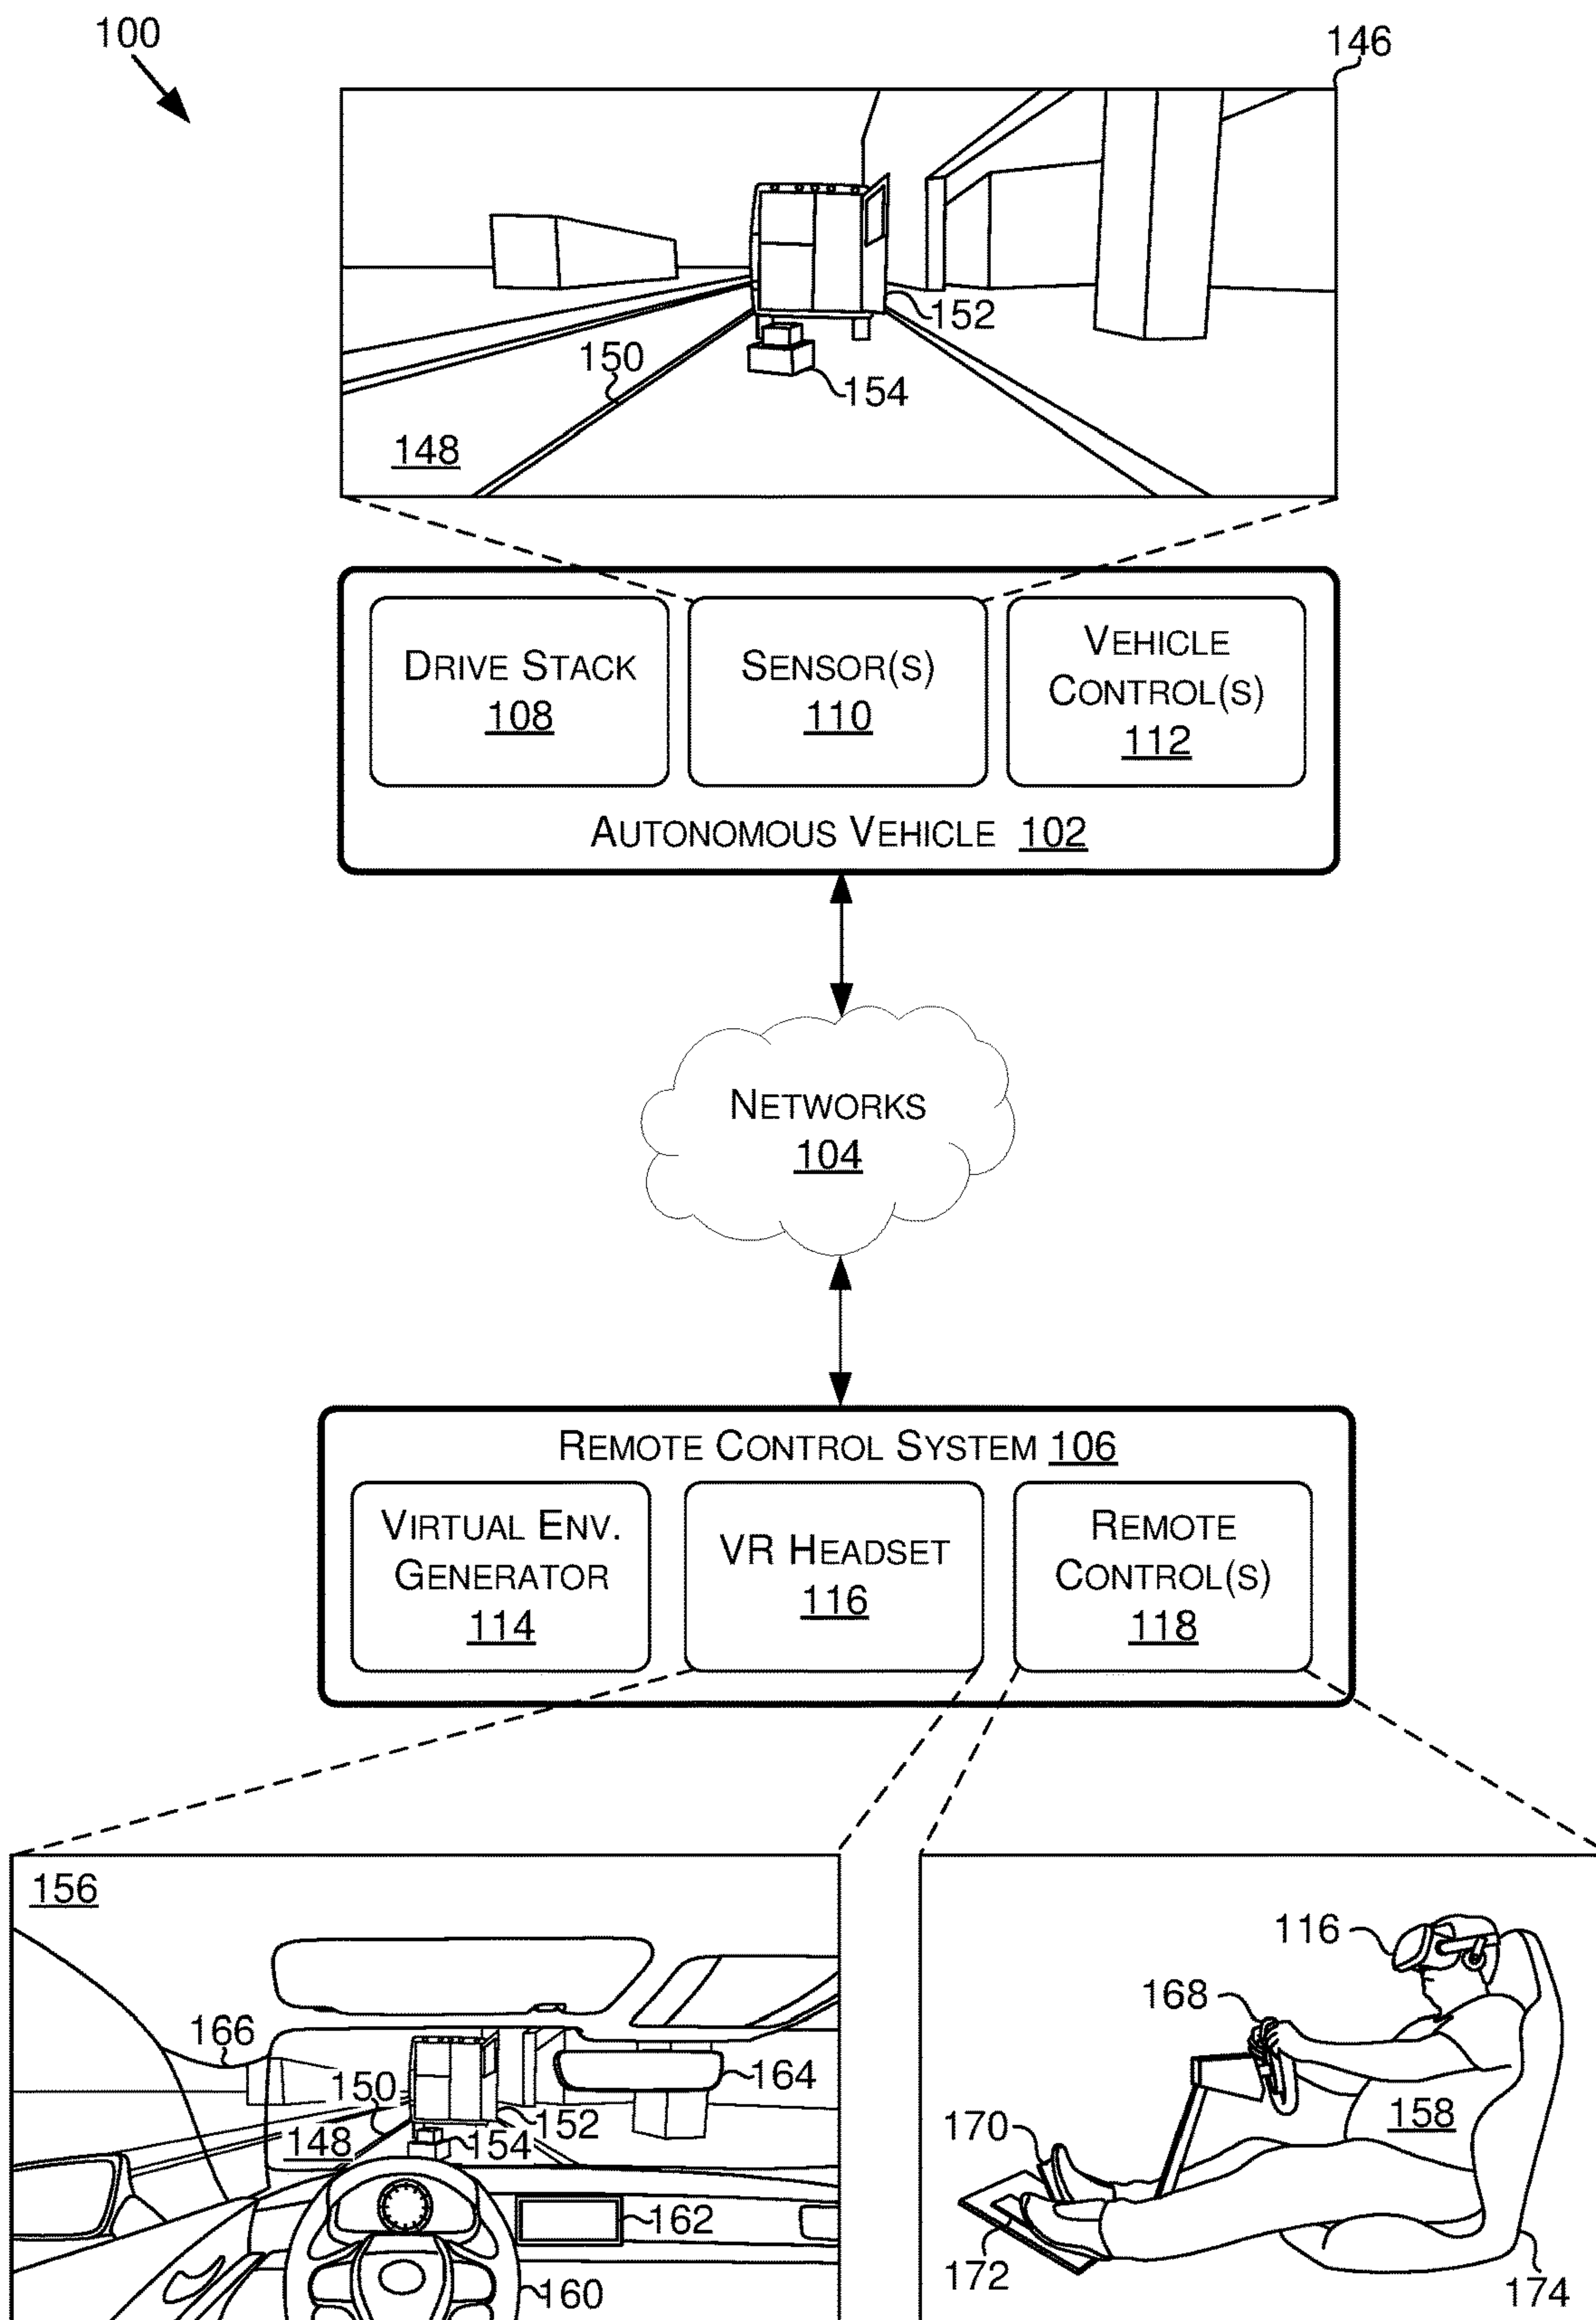 100
146
152
150
154
148
DRIVE STACK
108
SENSOR(S)
110
VEHICLE
CONTROL(S)
112
AUTONOMOUS VEHICLE 102
NETWORKS
104
REMOTE CONTROL SYSTEM 106
VIRTUAL ENV.
GENERATOR
114
VR HEADSET
116
REMOTE
CONTROL(S)
118
156
166
150
164
152
148
154
162
160
116
168
158
170
172
174